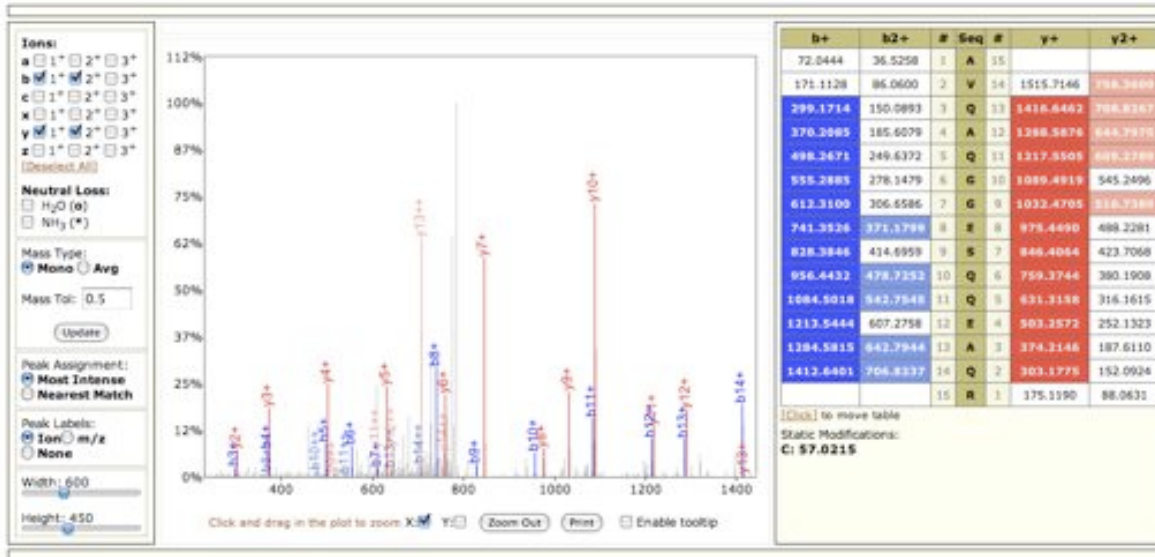 Ions:
a 1+ 2+ 3+
b 1+ 2+ 3+
c 1+ 2+ 3+
x 1+ 2+ 3+
y 1+ 2+ 3+
z 1+ 2+ 3+
[Deselect All]
Neutral Loss:
H2O (o)
NH3 (*)
Mass Type:
Mono Avg
Mass Tol: 0.5
Update
Peak Assignment:
Most Intense
Nearest Match
Peak Labels:
Ion m/z
None
Width: 600
Height: 450
112%
100%
87%
75%
62%
50%
37%
25%
12%
0%
400 600 800 1000 1200 1400
b3+
y2+
b4+
y3+
b5+
y4+
b6+
b7+
y5+
y13++
b14++
b8+
y6+
b9+
y7+
b10+
y9+
b11+
y10+
b12+
b13+
y12+
b14+
Click and drag in the plot to zoom X: Y: Zoom Out Print Enable tooltip
b+ b2+ # Seq # y+ y2+
72.0444 36.5258 1 A 15
171.1128 86.0600 2 V 14 1515.7146
299.1714 150.0893 3 Q 13 1416.6462
370.2085 185.6079 4 A 12 1288.5876
498.2671 249.6372 5 Q 11 1217.5505
555.2885 278.1479 6 G 10 1089.4919 545.2496
612.3100 306.6586 7 G 9 1032.4705
741.3526 371.1799 8 E 8 975.4490 488.2281
828.3846 414.6959 9 S 7 846.4064 423.7068
956.4432 478.7252 10 Q 6 759.3744 380.1908
1084.5018 542.7545 11 Q 5 631.3158 316.1615
1213.5444 607.2758 12 E 4 503.2572 252.1323
1284.5815 642.7944 13 A 3 374.2146 187.6110
1412.6401 706.8237 14 Q 2 303.1775 152.0924
15 R 1 175.1190 88.0631
[Click] to move table
Static Modifications:
C: 57.0215